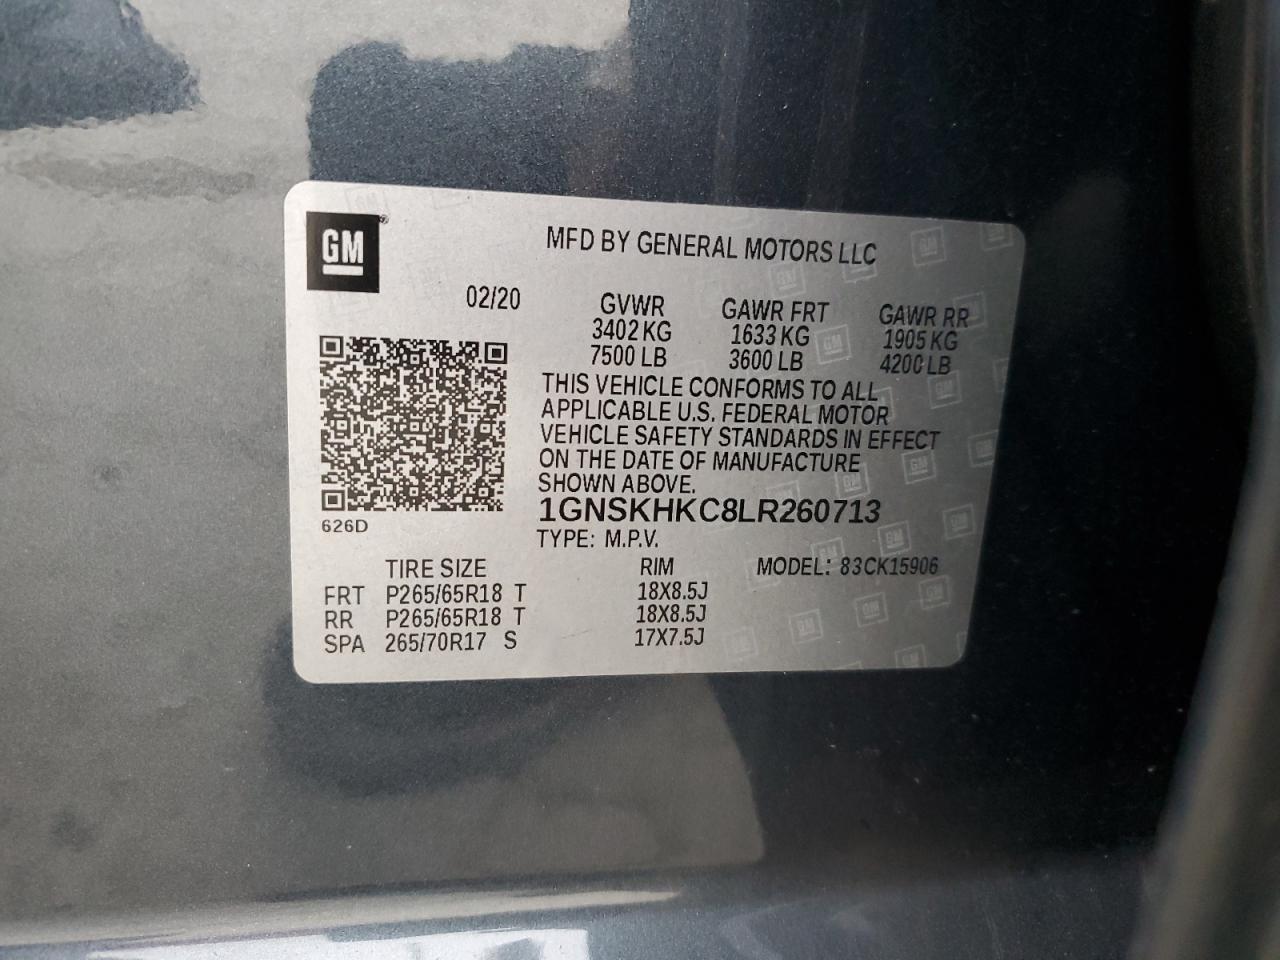 GM ®
MFD BY GENERAL MOTORS LLC
02/20
GVWR GAWR FRT GAWR RR
3402 KG 1633 KG 1905 KG
7500 LB 3600 LB 4200 LB
THIS VEHICLE CONFORMS TO ALL
APPLICABLE U.S. FEDERAL MOTOR
VEHICLE SAFETY STANDARDS IN EFFECT
ON THE DATE OF MANUFACTURE
SHOWN ABOVE.
1GNSKHKC8LR260713
626D
TYPE: M.P.V.
TIRE SIZE RIM MODEL: 83CK15906
FRT P265/65R18 T 18X8.5J
RR P265/65R18 T 18X8.5J
SPA 265/70R17 S 17X7.5J